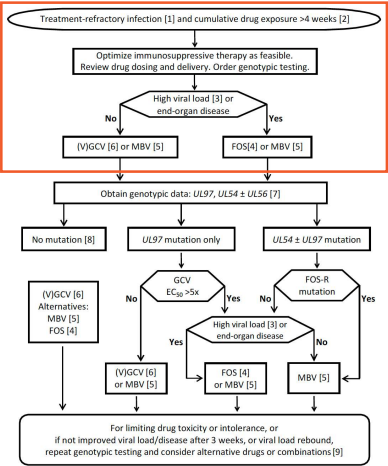 Treatment-refractory infection [1] and cumulative drug exposure >4 weeks [2]
Optimize immunosuppressive therapy as feasible.
Review drug dosing and delivery. Order genotypic testing.
High viral load [3] or
end-organ disease
No
Yes
(V)GCV [6] or MBV [5]
FOS[4] or MBV [5]
Obtain genotypic data: UL97, UL54 ± UL56 [7]
No mutation [8]
UL97 mutation only
UL54 ± UL97 mutation
(V)GCV [6]
Alternatives:
MBV [5]
FOS [4]
No
GCV
EC50 >5x
Yes
No
FOS-R
mutation
Yes
High viral load [3] or
end-organ disease
Yes
No
(V)GCV [6]
or MBV [5]
FOS [4]
or MBV [5]
MBV [5]
For limiting drug toxicity or intolerance, or
if not improved viral load/disease after 3 weeks, or viral load rebound,
repeat genotypic testing and consider alternative drugs or combinations [9]